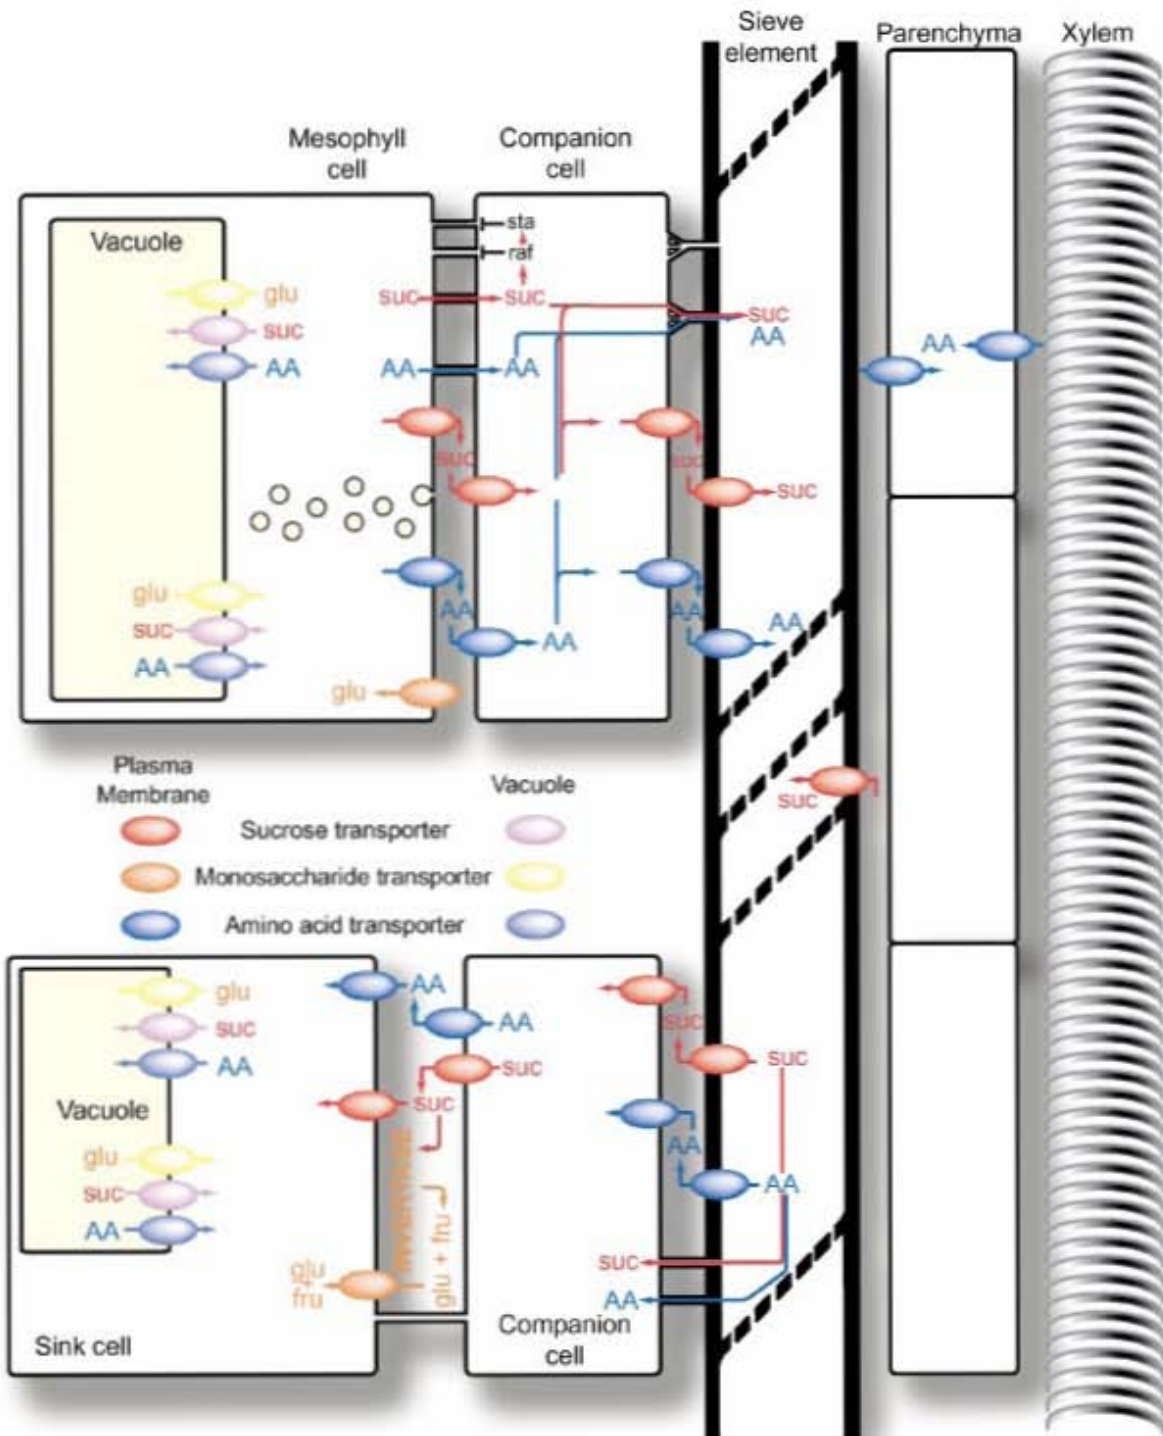 Sieve
element
Parenchyma
Xylem
Mesophyll
cell
Companion
cell
Vacuole
sta
raf
glu
suc
suc
suc
suc
AA
AA
AA
AA
AA
suc
suc
suc
AA
AA
AA
AA
glu
suc
AA
glu
Plasma
Membrane
Vacuole
Sucrose transporter
Monosaccharide transporter
Amino acid transporter
suc
glu
suc
AA
Vacuole
glu
suc
AA
AA
AA
suc
suc
INVERTASE
glu + fru
glu
+
fru
Sink cell
suc
suc
AA
AA
suc
AA
Companion
cell